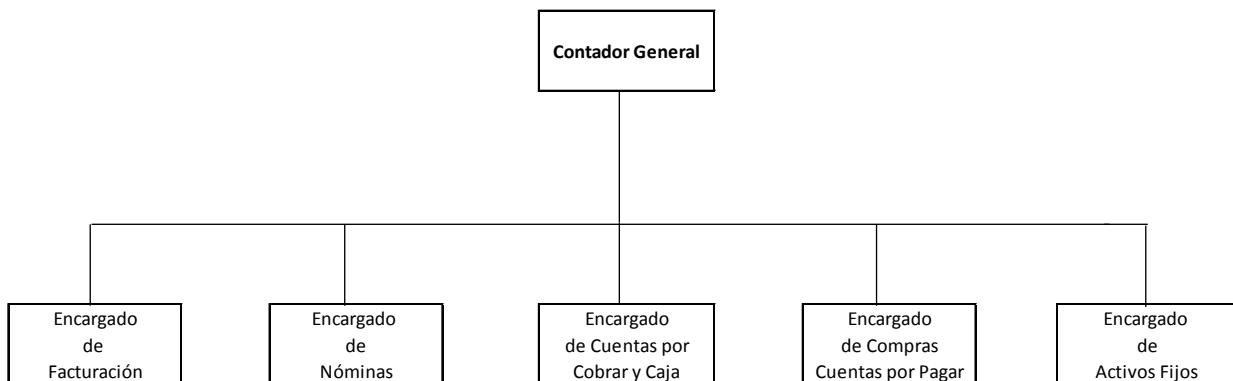 Contador General
Encargado
de
Facturación
Encargado
de
Nóminas
Encargado
de Cuentas por
Cobrar y Caja
Encargado
de Compras
Cuentas por Pagar
Encargado
de
Activos Fijos